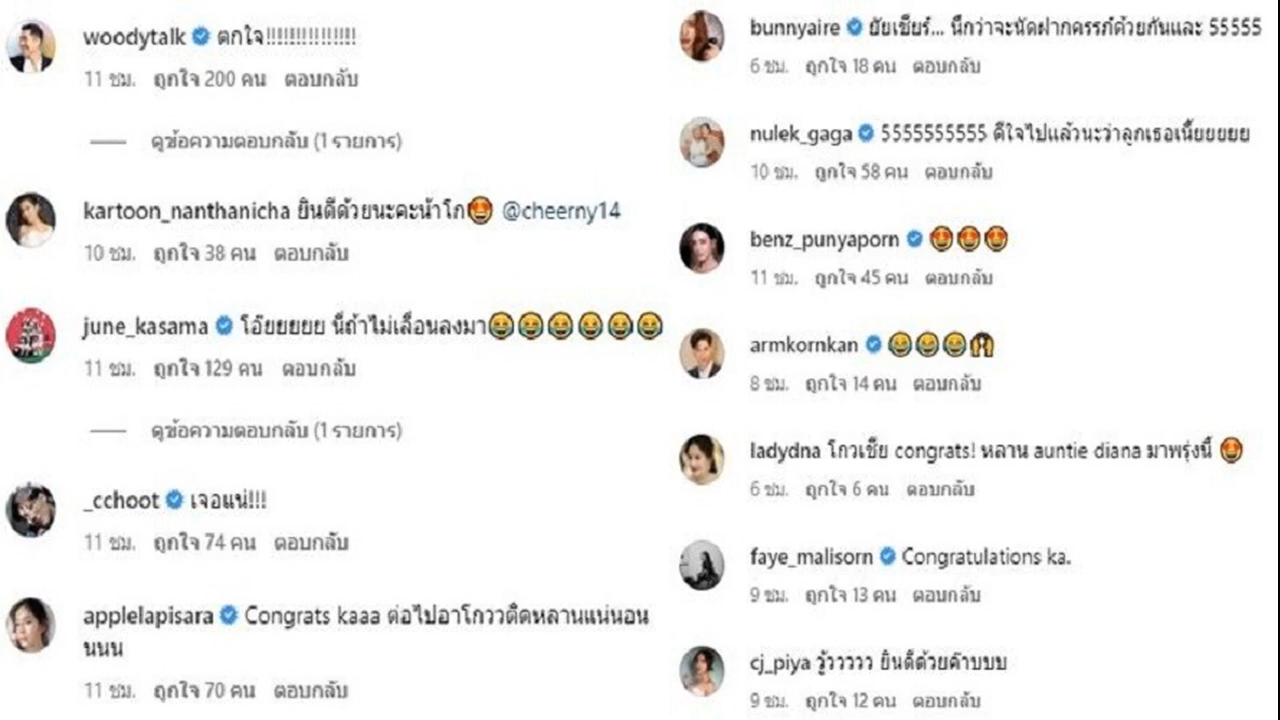 woodytalk ตกใจ!!!!!!!!!!!!!!!
11 ชม. ถูกใจ 200 คน ตอบกลับ
ดูข้อความตอบกลับ (1 รายการ)
kartoon_nanthanicha ยินดีด้วยนะคะน้าโก🤩 @cheerny14
10 ชม. ถูกใจ 38 คน ตอบกลับ
june_kasama โอ๊ยยยยย นี่ถ้าไม่เลื่อนลงมา😂😂😂😂😂😂
11 ชม. ถูกใจ 129 คน ตอบกลับ
ดูข้อความตอบกลับ (1 รายการ)
_cchoot เจอแน่!!!
11 ชม. ถูกใจ 74 คน ตอบกลับ
applelapisara Congrats kaaa ต่อไปอาโกววติดหลานแน่นอน
นนน
11 ชม. ถูกใจ 70 คน ตอบกลับ
bunnyaire ยัยเชียร์... นึกว่าจะนัดฝากครรภ์ด้วยกันและ 55555
6 ชม. ถูกใจ 18 คน ตอบกลับ
nulek_gaga 5555555555 ดีใจไปแล้วนะว่าลูกเธอเนี้ยยยยย
10 ชม. ถูกใจ 58 คน ตอบกลับ
benz_punyaporn 🤩🤩🤩
11 ชม. ถูกใจ 45 คน ตอบกลับ
armkornkan 😂😂😂🙌
8 ชม. ถูกใจ 14 คน ตอบกลับ
ladydna โกวเชีย congrats! หลาน auntie diana มาพรุ่งนี้ 🤩
6 ชม. ถูกใจ 6 คน ตอบกลับ
faye_malisorn Congratulations ka.
9 ชม. ถูกใจ 13 คน ตอบกลับ
cj_piya วู้ววววว ยินดีด้วยค้าบบบ
9 ชม. ถูกใจ 12 คน ตอบกลับ